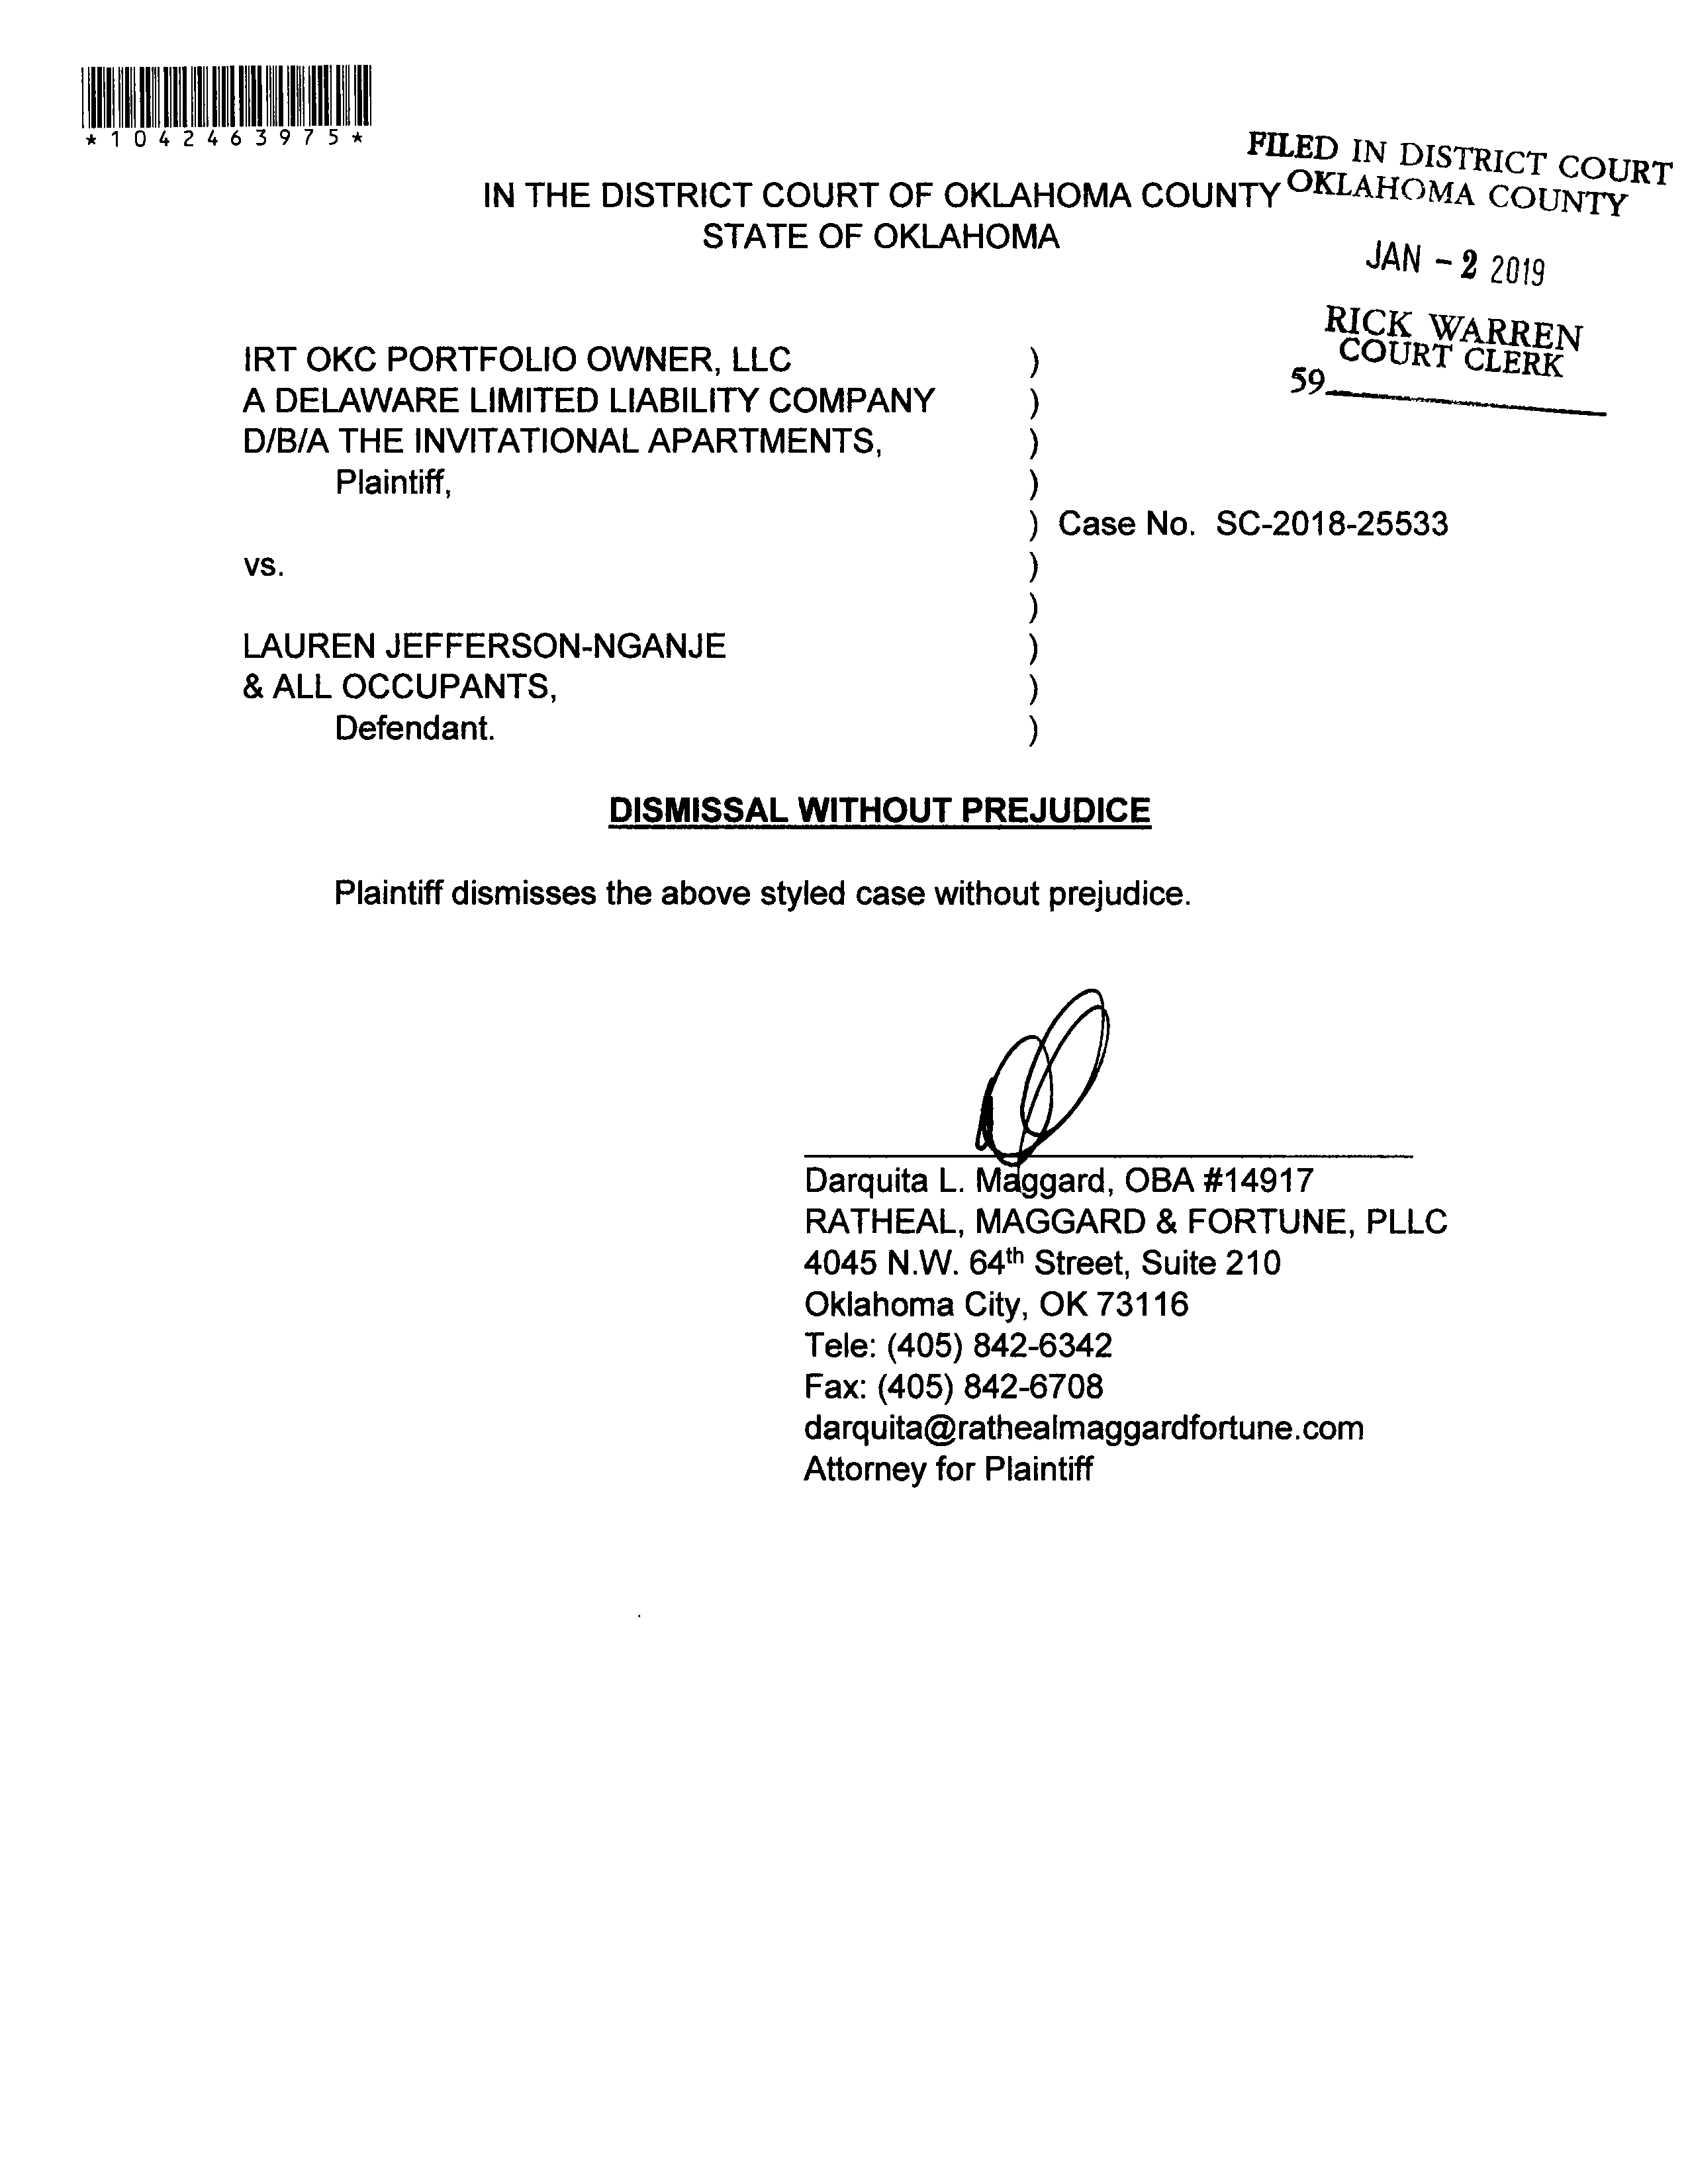 *1042463975*
FILED IN DISTRICT COURT
OKLAHOMA COUNTY
IN THE DISTRICT COURT OF OKLAHOMA COUNTY
STATE OF OKLAHOMA
JAN - 2 2019
RICK WARREN
COURT CLERK
59
IRT OKC PORTFOLIO OWNER, LLC )
A DELAWARE LIMITED LIABILITY COMPANY )
D/B/A THE INVITATIONAL APARTMENTS, )
Plaintiff, )
) Case No. SC-2018-25533
vs. )
)
LAUREN JEFFERSON-NGANJE )
& ALL OCCUPANTS, )
Defendant. )
DISMISSAL WITHOUT PREJUDICE
Plaintiff dismisses the above styled case without prejudice.
Darquita L. Maggard, OBA #14917
RATHEAL, MAGGARD & FORTUNE, PLLC
4045 N.W. 64th Street, Suite 210
Oklahoma City, OK 73116
Tele: (405) 842-6342
Fax: (405) 842-6708
darquita@rathealmaggardfortune.com
Attorney for Plaintiff